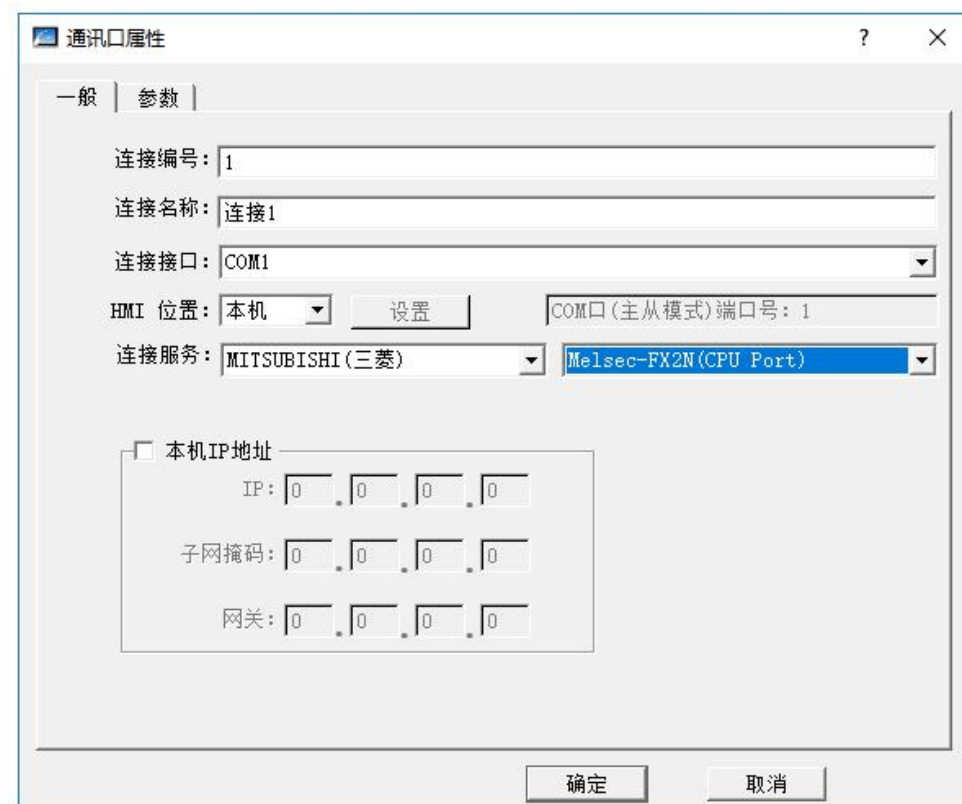 通讯口属性 ? ×
一般 参数
连接编号: 1
连接名称: 连接1
连接接口: COM1
HMI 位置: 本机 设置 COM口(主从模式)端口号: 1
连接服务: MITSUBISHI(三菱) Melsec-FX2N(CPU Port)
本机IP地址
IP: 0 . 0 . 0 . 0
子网掩码: 0 . 0 . 0 . 0
网关: 0 . 0 . 0 . 0
确定 取消